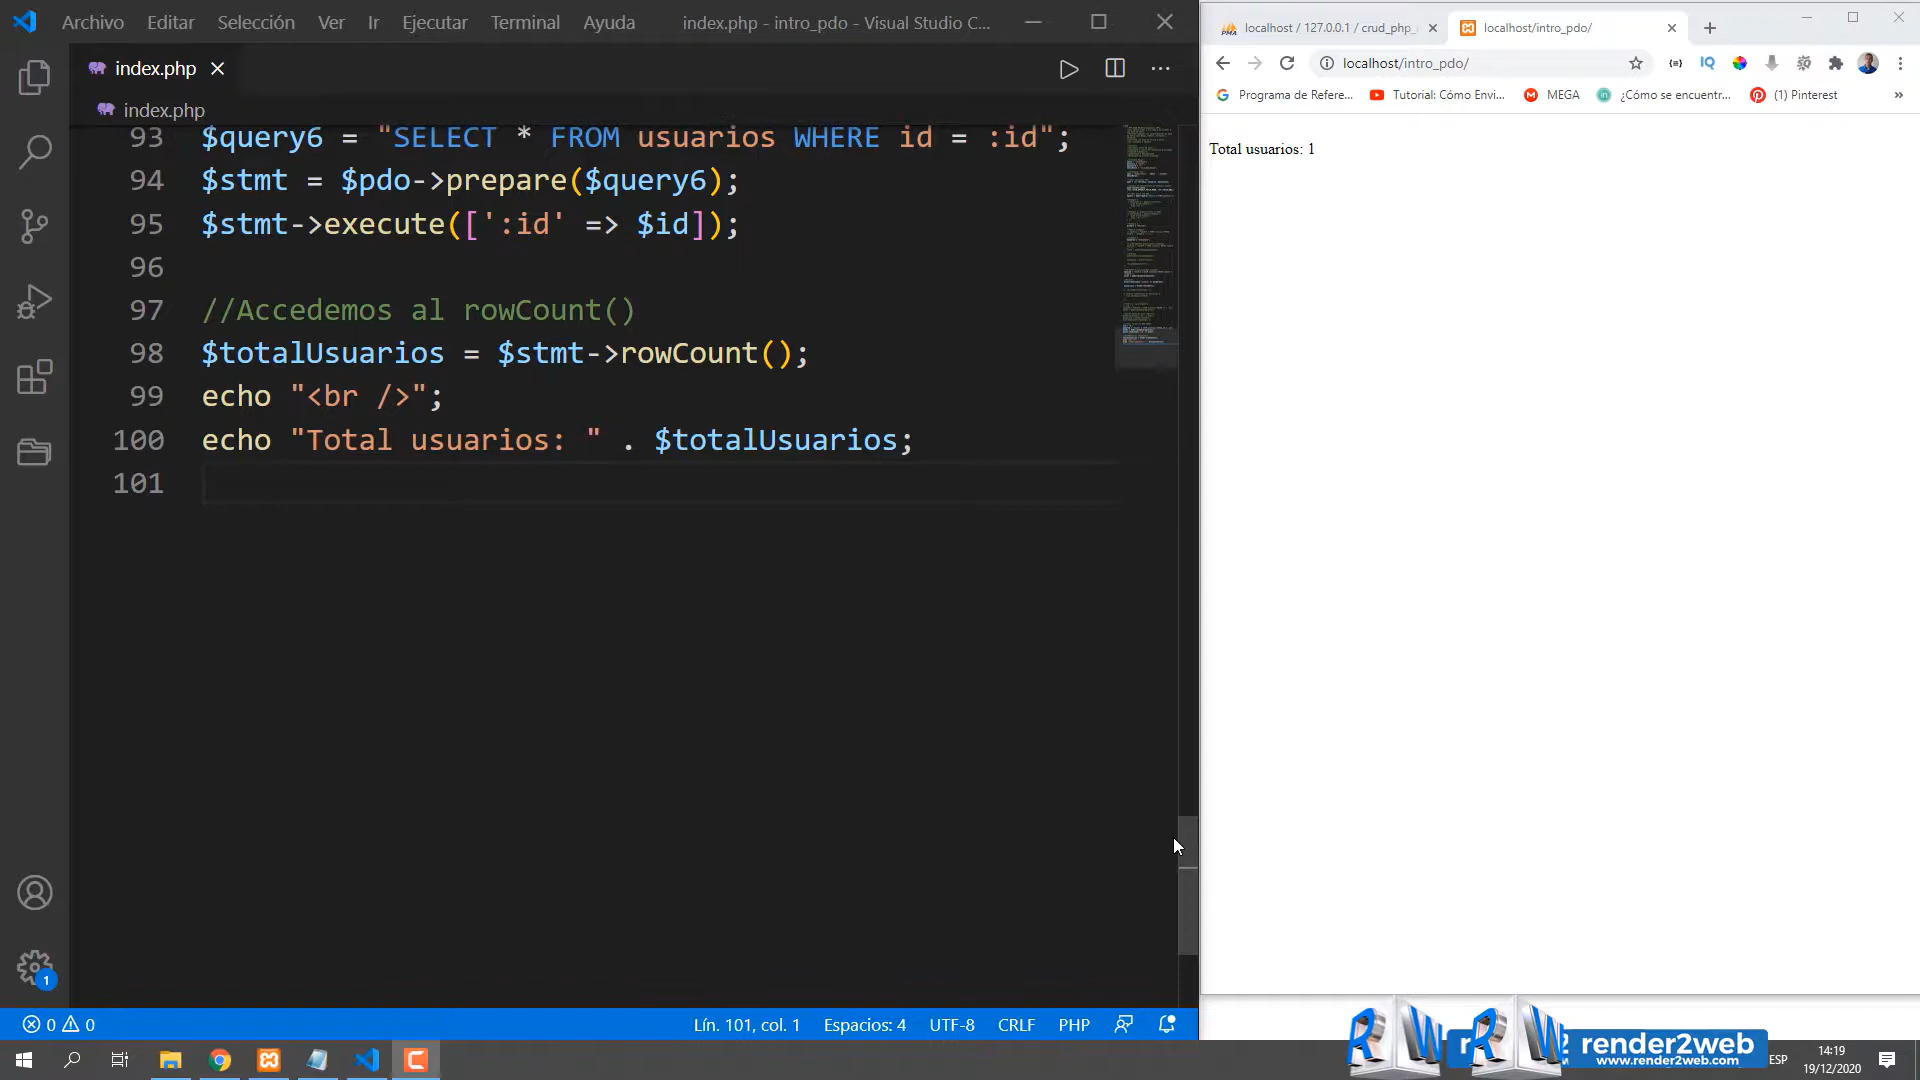 Archivo Editar Selección Ver Ir Ejecutar Terminal Ayuda index.php - intro_pdo - Visual Studio C...
index.php
index.php
93 $query6 = "SELECT * FROM usuarios WHERE id = :id";
94 $stmt = $pdo->prepare($query6);
95 $stmt->execute([':id' => $id]);
96
97 //Accedemos al rowCount()
98 $totalUsuarios = $stmt->rowCount();
99 echo "<br />";
100 echo "Total usuarios: " . $totalUsuarios;
101
1
0 0 Lín. 101, col. 1 Espacios: 4 UTF-8 CRLF PHP
localhost / 127.0.0.1 / crud_php_ localhost/intro_pdo/
localhost/intro_pdo/
Programa de Refere... Tutorial: Cómo Envi... MEGA ¿Cómo se encuentr... (1) Pinterest »
Total usuarios: 1
render2web
www.render2web.com
ESP
14:19
19/12/2020